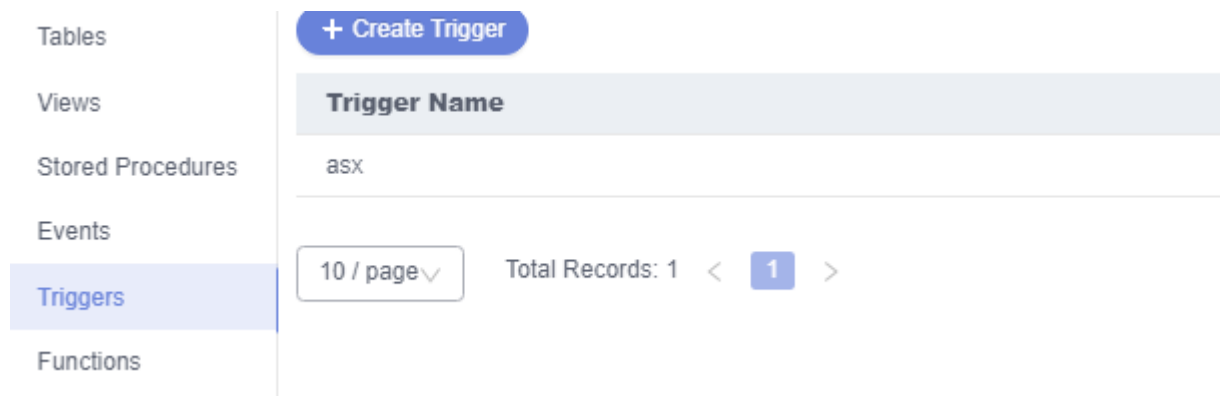 Tables
Views
Stored Procedures
Events
Triggers
Functions
+ Create Trigger
Trigger Name
asx
10 / page
Total Records: 1 < 1 >